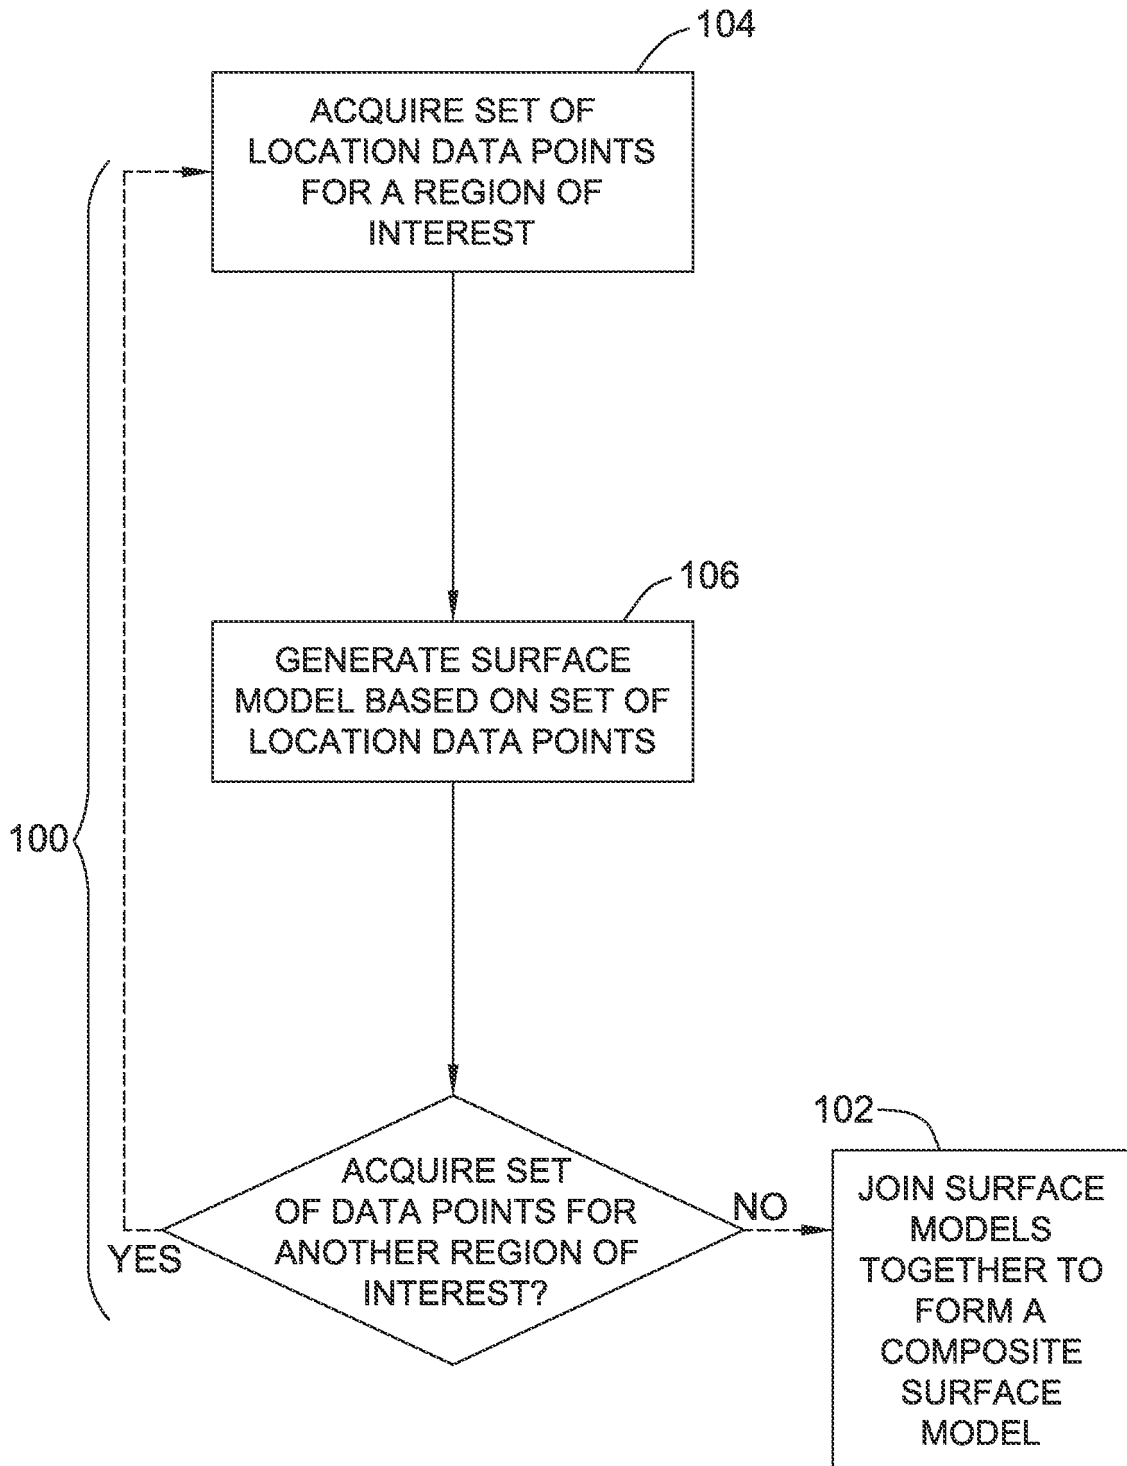 104
ACQUIRE SET OF
LOCATION DATA POINTS
FOR A REGION OF
INTEREST
106
GENERATE SURFACE
MODEL BASED ON SET OF
LOCATION DATA POINTS
100
ACQUIRE SET
OF DATA POINTS FOR
ANOTHER REGION OF
INTEREST?
YES
NO
102
JOIN SURFACE
MODELS
TOGETHER TO
FORM A
COMPOSITE
SURFACE
MODEL